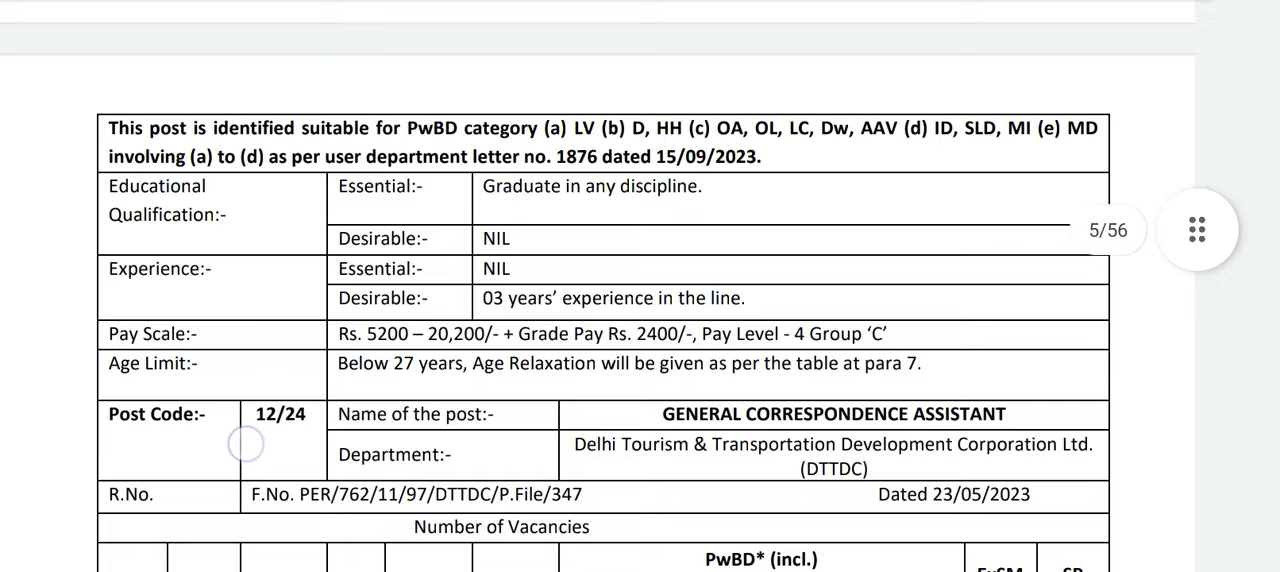 This post is identified suitable for PwBD category (a) LV (b) D, HH (c) OA, OL, LC, Dw, AAV (d) ID, SLD, MI (e) MD
involving (a) to (d) as per user department letter no. 1876 dated 15/09/2023.
Educational Qualification:- Essential:- Graduate in any discipline.
Desirable:- NIL
5/56
Experience:- Essential:- NIL
Desirable:- 03 years’ experience in the line.
Pay Scale:- Rs. 5200 – 20,200/- + Grade Pay Rs. 2400/-, Pay Level - 4 Group ‘C’
Age Limit:- Below 27 years, Age Relaxation will be given as per the table at para 7.
Post Code:- 12/24 Name of the post:- GENERAL CORRESPONDENCE ASSISTANT
Department:- Delhi Tourism & Transportation Development Corporation Ltd.
(DTTDC)
R.No. F.No. PER/762/11/97/DTTDC/P.File/347 Dated 23/05/2023
Number of Vacancies
PwBD* (incl.)